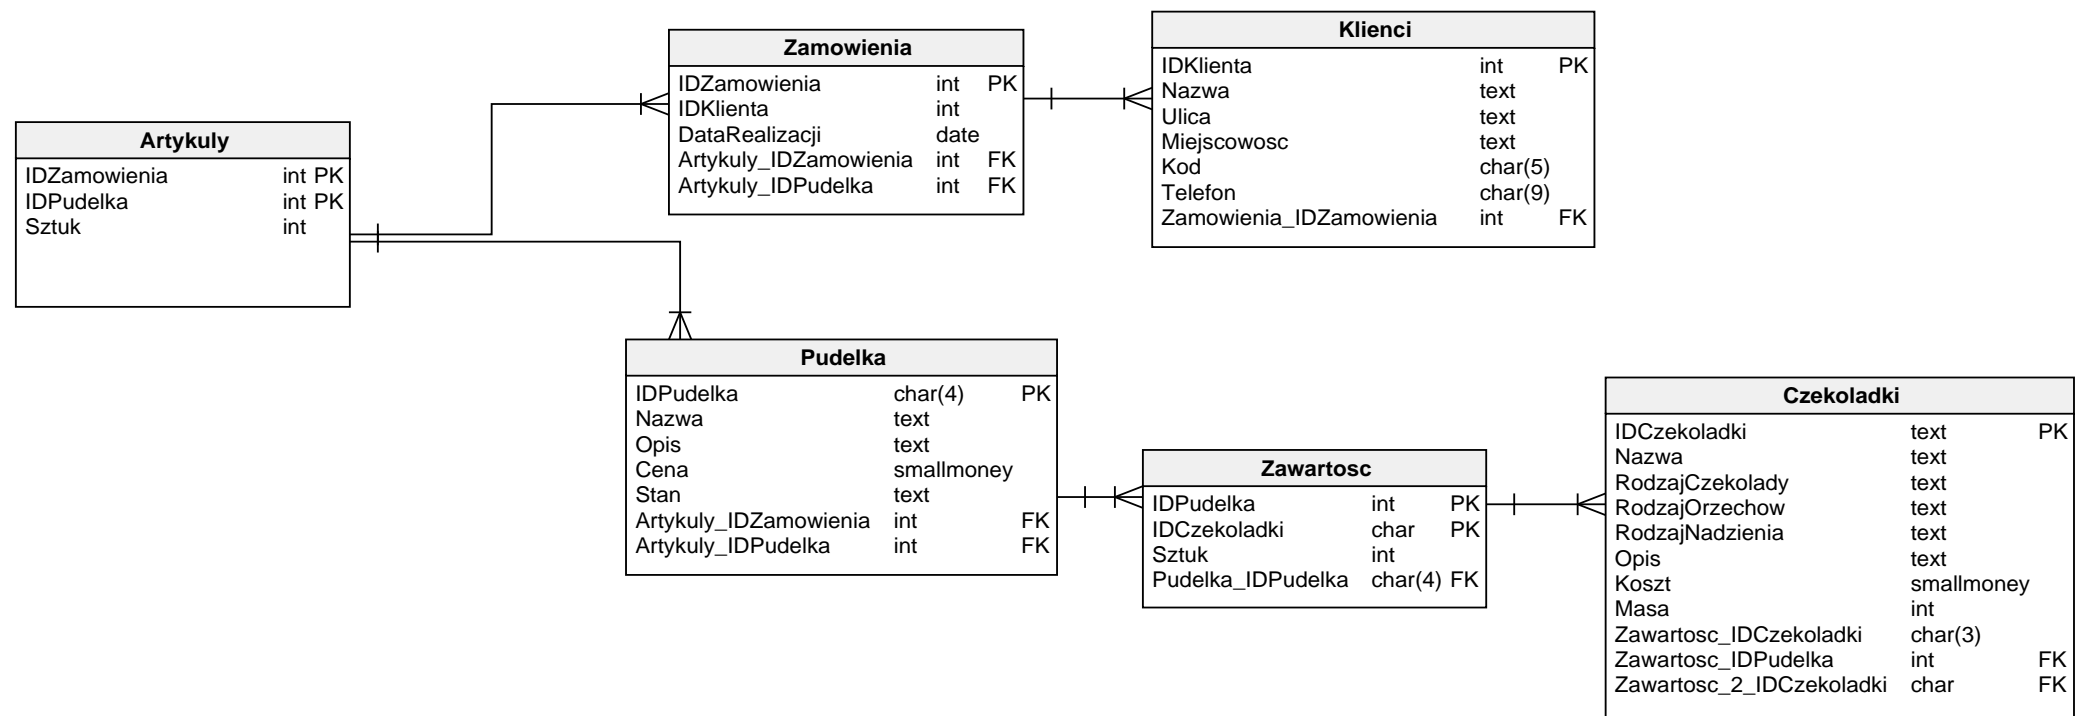 Artykuly
IDZamowienia int PK
IDPudelka int PK
Sztuk int
Zamowienia
IDZamowienia int PK
IDKlienta int
DataRealizacji date
Artykuly_IDZamowienia int FK
Artykuly_IDPudelka int FK
Klienci
IDKlienta int PK
Nazwa text
Ulica text
Miejscowosc text
Kod char(5)
Telefon char(9)
Zamowienia_IDZamowienia int FK
Pudelka
IDPudelka char(4) PK
Nazwa text
Opis text
Cena smallmoney
Stan text
Artykuly_IDZamowienia int FK
Artykuly_IDPudelka int FK
Zawartosc
IDPudelka int PK
IDCzekoladki char PK
Sztuk int
Pudelka_IDPudelka char(4) FK
Czekoladki
IDCzekoladki text PK
Nazwa text
RodzajCzekolady text
RodzajOrzechow text
RodzajNadzienia text
Opis text
Koszt smallmoney
Masa int
Zawartosc_IDCzekoladki char(3)
Zawartosc_IDPudelka int FK
Zawartosc_2_IDCzekoladki char FK